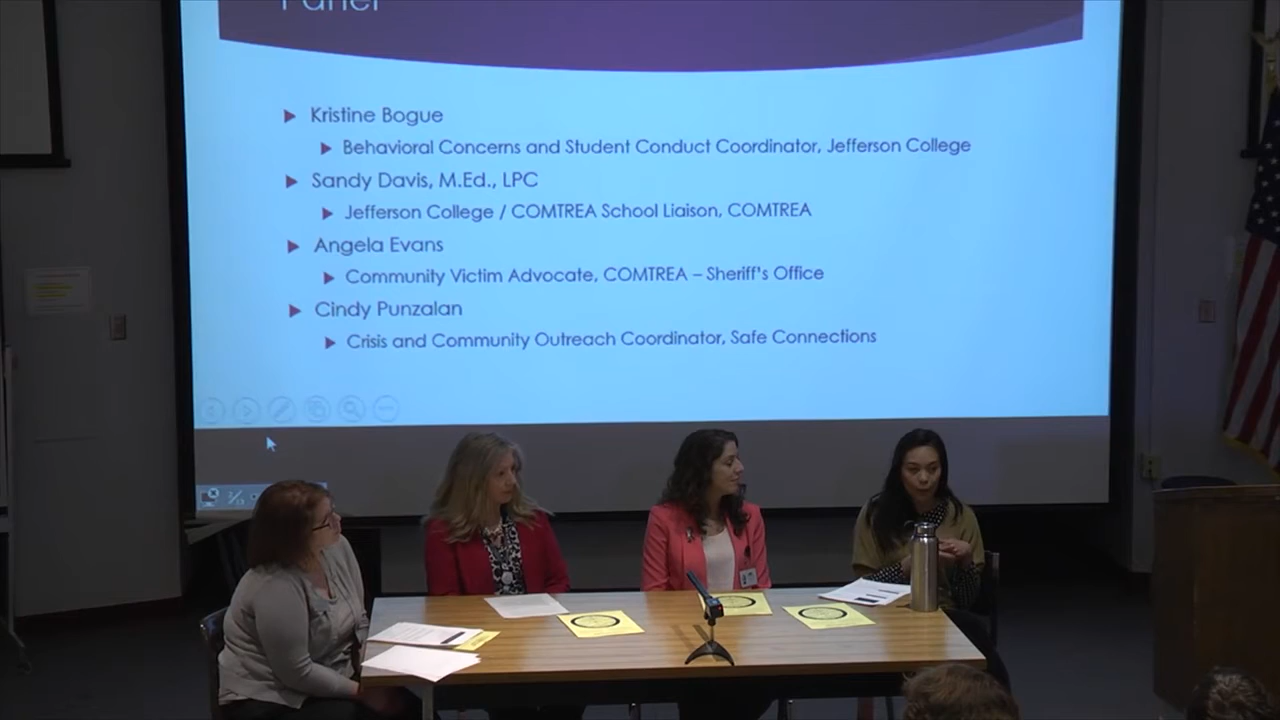 Panel
Kristine Bogue
Behavioral Concerns and Student Conduct Coordinator, Jefferson College
Sandy Davis, M.Ed., LPC
Jefferson College / COMTREA School Liaison, COMTREA
Angela Evans
Community Victim Advocate, COMTREA – Sheriff's Office
Cindy Punzalan
Crisis and Community Outreach Coordinator, Safe Connections